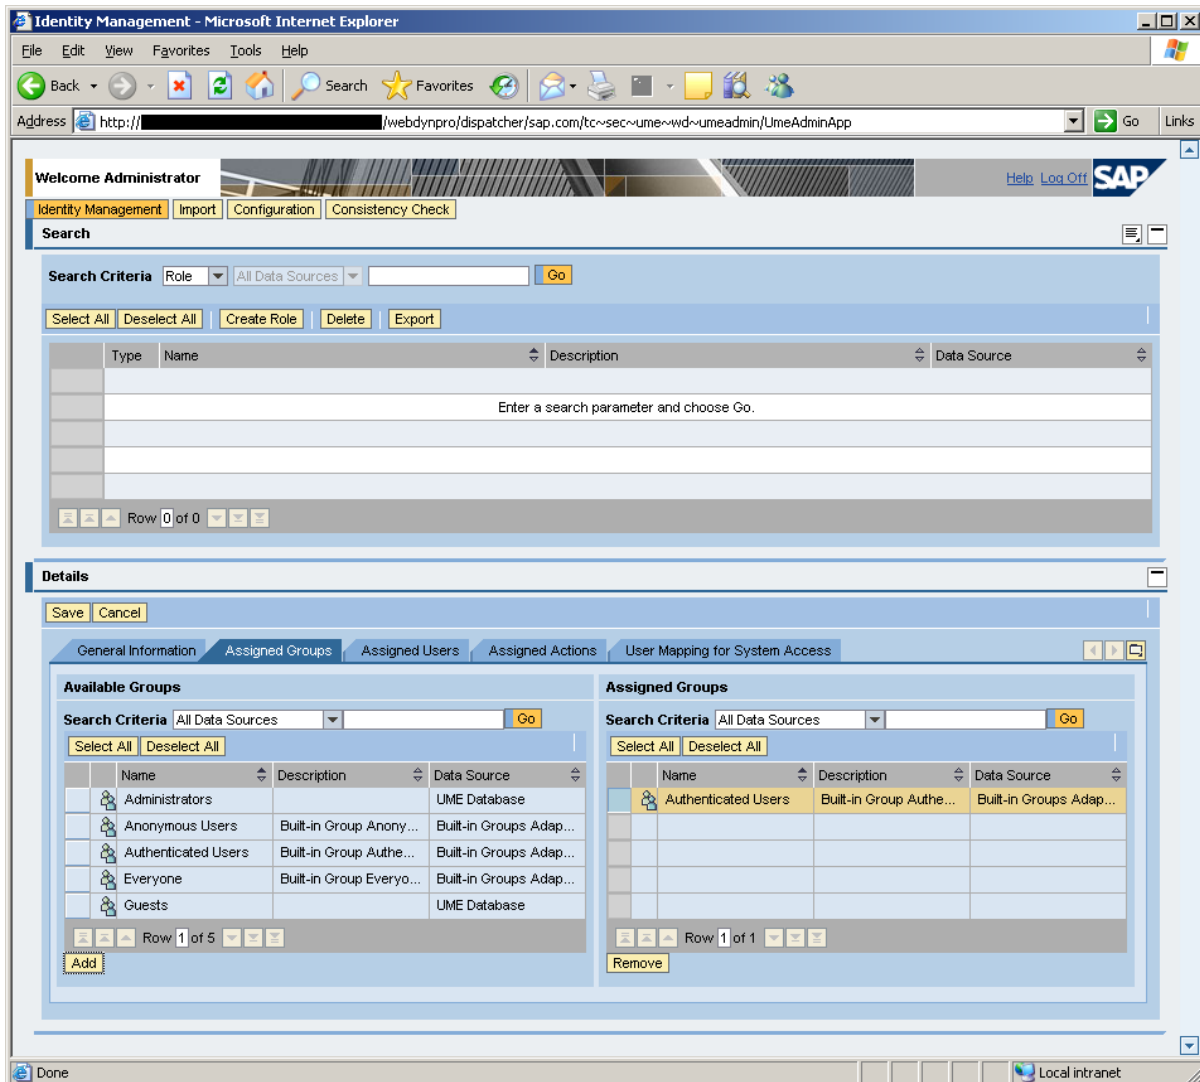 Identity Management - Microsoft Internet Explorer
File Edit View Favorites Tools Help
Back Search Favorites
Address http:// /webdynpro/dispatcher/sap.com/tc~sec~ume~wd~umeadmin/UmeAdminApp Go Links
Welcome Administrator Help Log Off SAP
Identity Management Import Configuration Consistency Check
Search
Search Criteria Role All Data Sources Go
Select All Deselect All Create Role Delete Export
Type Name Description Data Source
Enter a search parameter and choose Go.
Row 0 of 0
Details
Save Cancel
General Information Assigned Groups Assigned Users Assigned Actions User Mapping for System Access
Available Groups Assigned Groups
Search Criteria All Data Sources Go Search Criteria All Data Sources Go
Select All Deselect All Select All Deselect All
Name Description Data Source Name Description Data Source
Administrators UME Database Authenticated Users Built-in Group Authe... Built-in Groups Adap...
Anonymous Users Built-in Group Anony... Built-in Groups Adap...
Authenticated Users Built-in Group Authe... Built-in Groups Adap...
Everyone Built-in Group Everyo... Built-in Groups Adap...
Guests UME Database
Row 1 of 5 Row 1 of 1
Add Remove
Done Local intranet